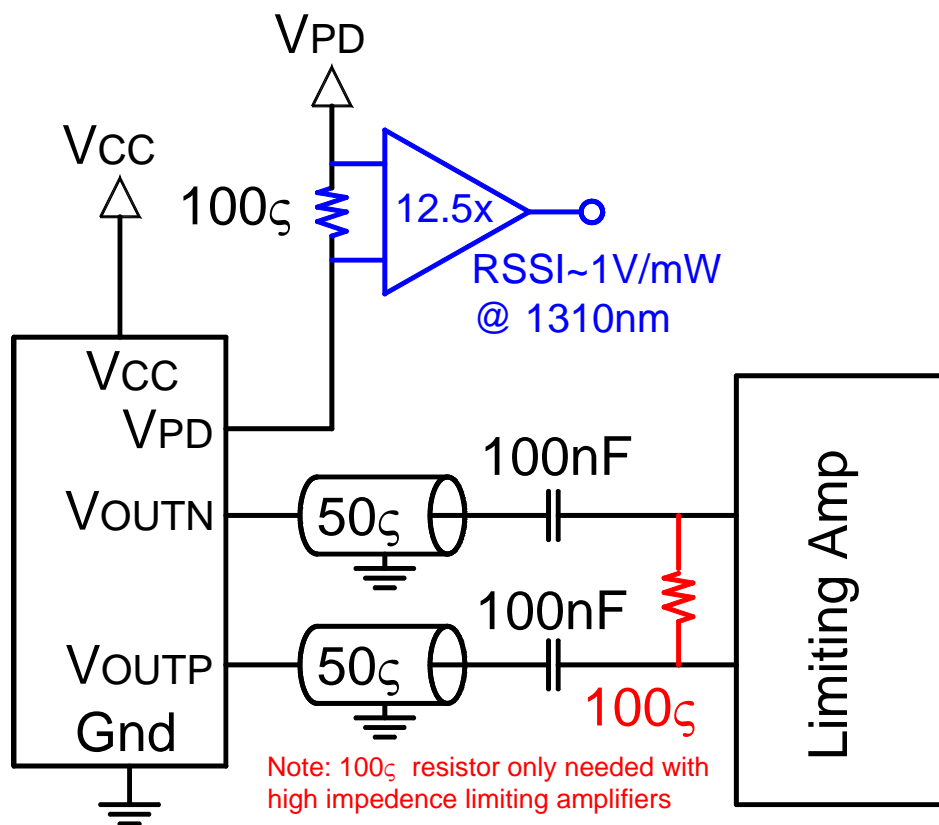 VPD
VCC
100ς
12.5x
RSSI~1V/mW
@ 1310nm
VCC
VPD
VOUTN
VOUTP
Gnd
50ς
100nF
50ς
100nF
100ς
Limiting Amp
Note: 100ς resistor only needed with
high impedence limiting amplifiers